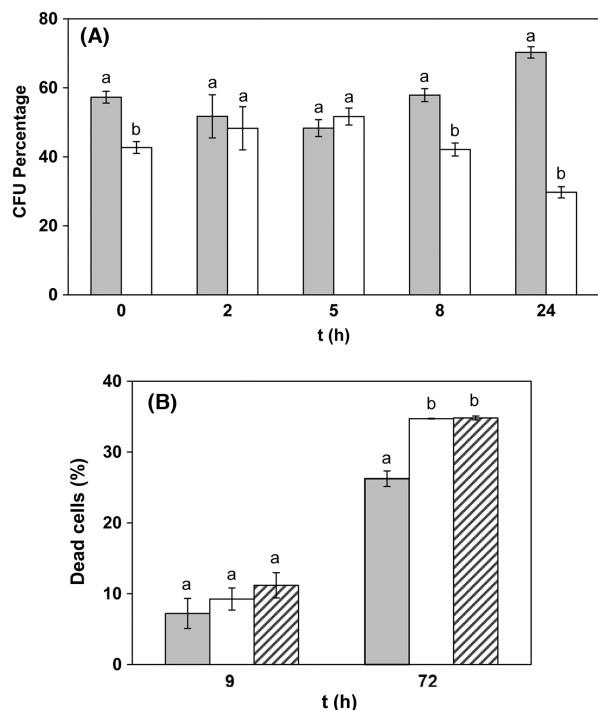 (A)
CFU Percentage
80
60
40
20
0
a b a a a a a b a b
0 2 5 8 24
t (h)
(B)
Dead cells (%)
40
30
20
10
0
a a a a b b
9 72
t (h)